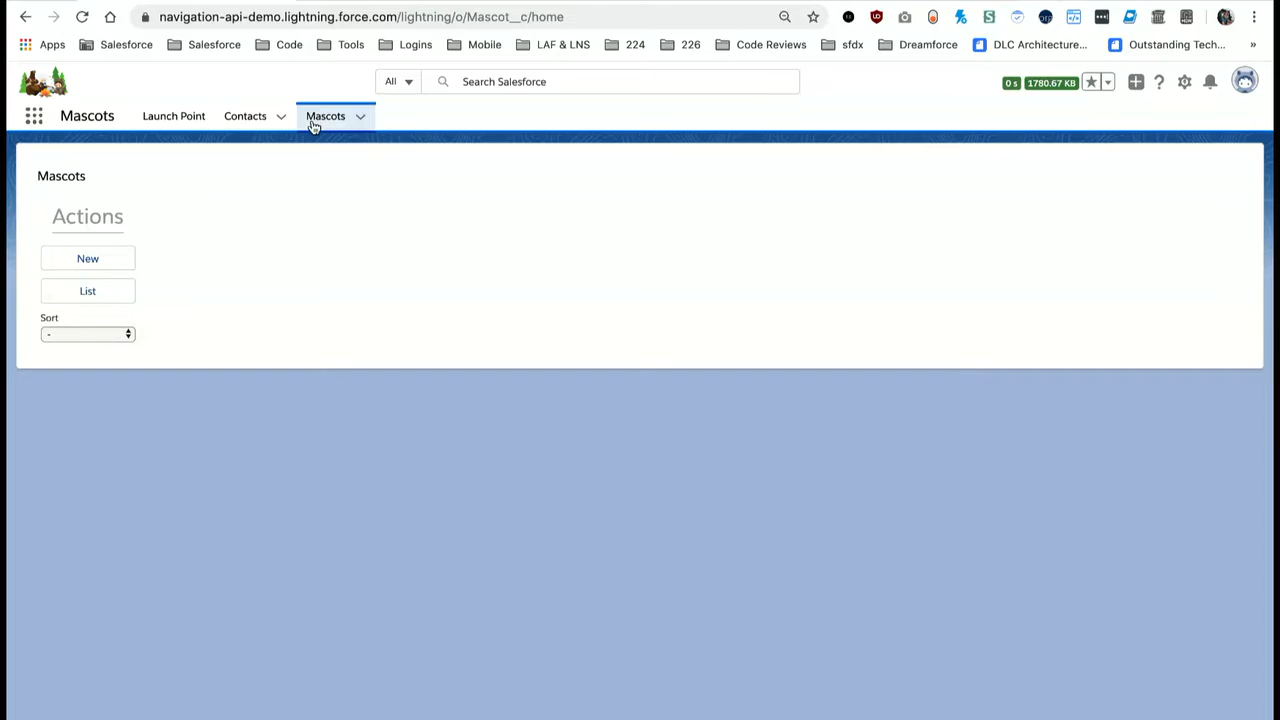 navigation-api-demo.lightning.force.com/lightning/o/Mascot__c/home
Apps Salesforce Salesforce Code Tools Logins Mobile LAF & LNS 224 226 Code Reviews sfdx Dreamforce DLC Architecture... Outstanding Tech... »
All Search Salesforce 0 s 1780.67 KB
Mascots Launch Point Contacts Mascots
Mascots
Actions
New
List
Sort
-